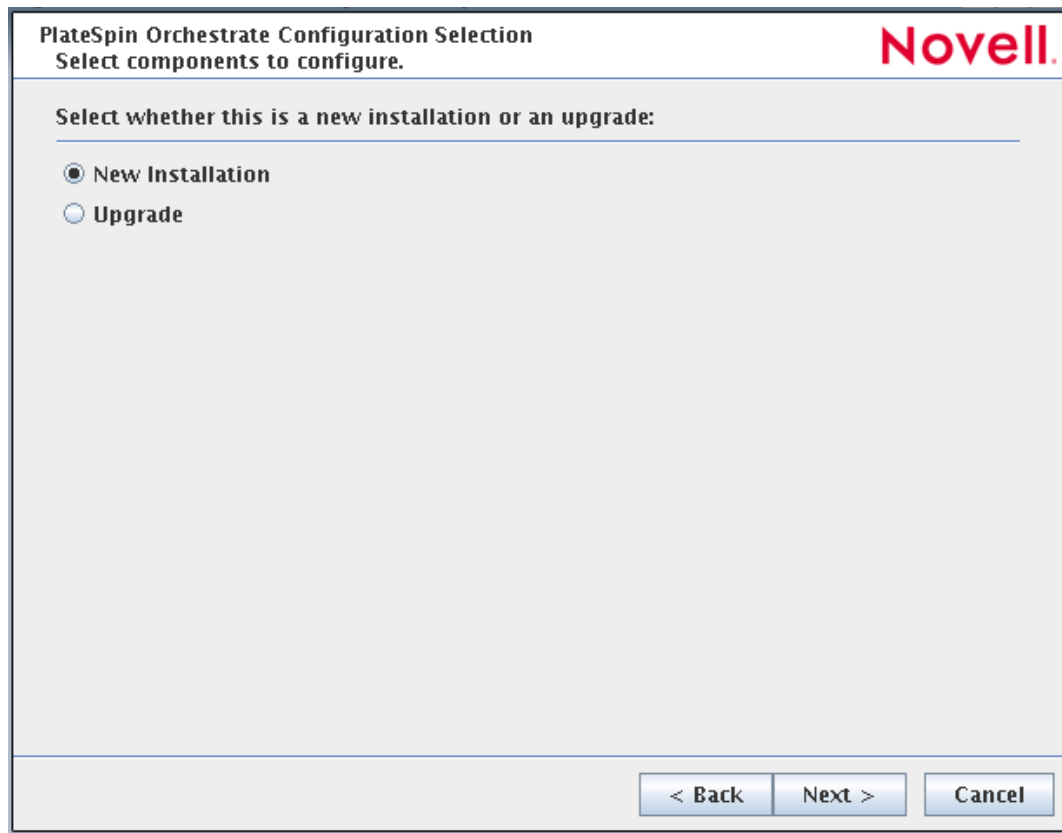 PlateSpin Orchestrate Configuration Selection
Select components to configure.
Novell.
Select whether this is a new installation or an upgrade:
New Installation
Upgrade
< Back
Next >
Cancel